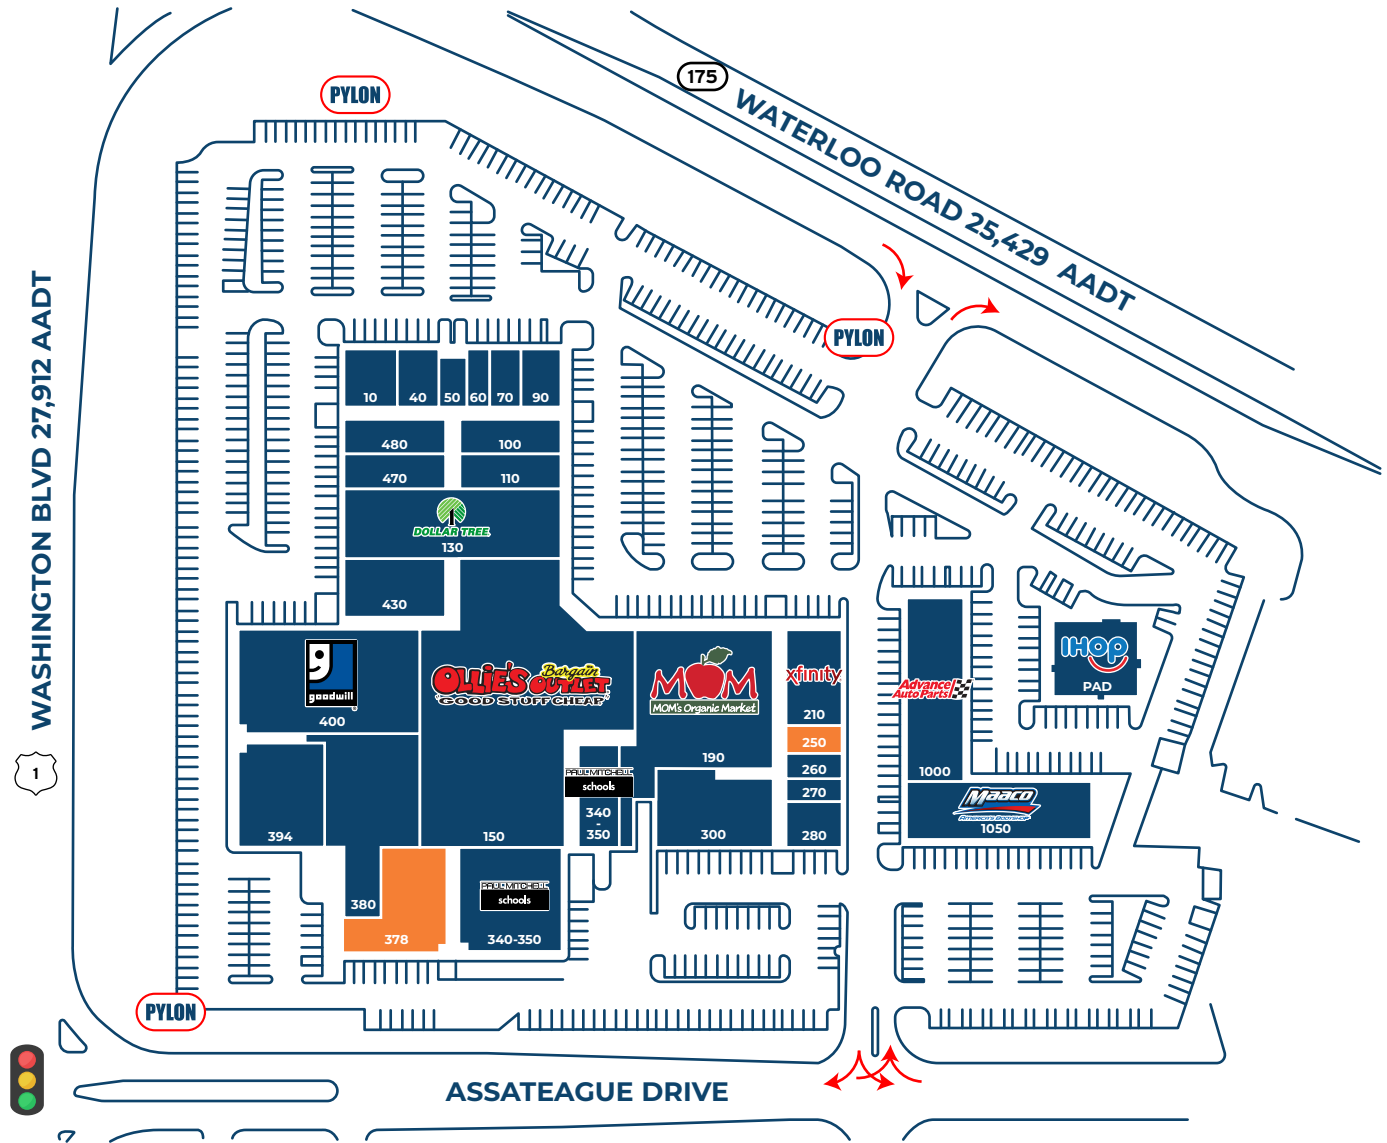 PYLON
175
WATERLOO ROAD 25,429 AADT
WASHINGTON BLVD 27,912 AADT
1
PYLON
10
40
50
60
70
90
480
100
470
110
DOLLAR TREE
130
430
goodwill
400
OLLIE'S
Bargain
OUTLET
"GOOD STUFF CHEAP"
150
MOM
MOM's Organic Market
190
xfinity
210
250
260
270
280
PAUL MITCHELL
schools
340
-
350
300
394
380
378
PAUL MITCHELL
schools
340-350
Advance
Auto Parts
1000
MAACO
AMERICA'S BODYSHOP
1050
IHOP
PAD
PYLON
ASSATEAGUE DRIVE